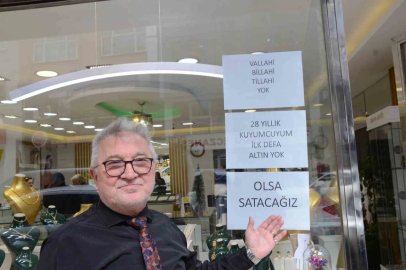 VALLAHİ
BİLLAHİ
TİLLAHİ
YOK
28 YILLIK
KUYUMCUYUM
İLK DEFA
ALTIN YOK
OLSA
SATACAĞIZ